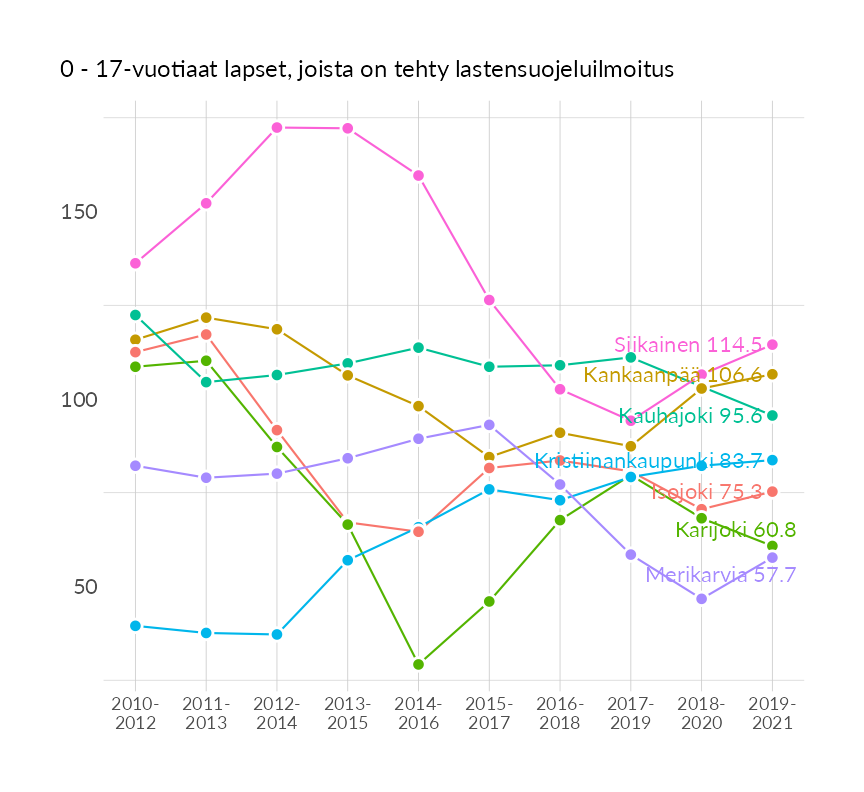 0 - 17-vuotiaat lapset, joista on tehty lastensuojeluilmoitus
150
100
50
Siikainen 114.5
Kankaanpää 106.6
Kauhajoki 95.6
Kristiinankaupunki 83.7
Isojoki 75.3
Karijoki 60.8
Merikarvia 57.7
2010-
2012
2011-
2013
2012-
2014
2013-
2015
2014-
2016
2015-
2017
2016-
2018
2017-
2019
2018-
2020
2019-
2021